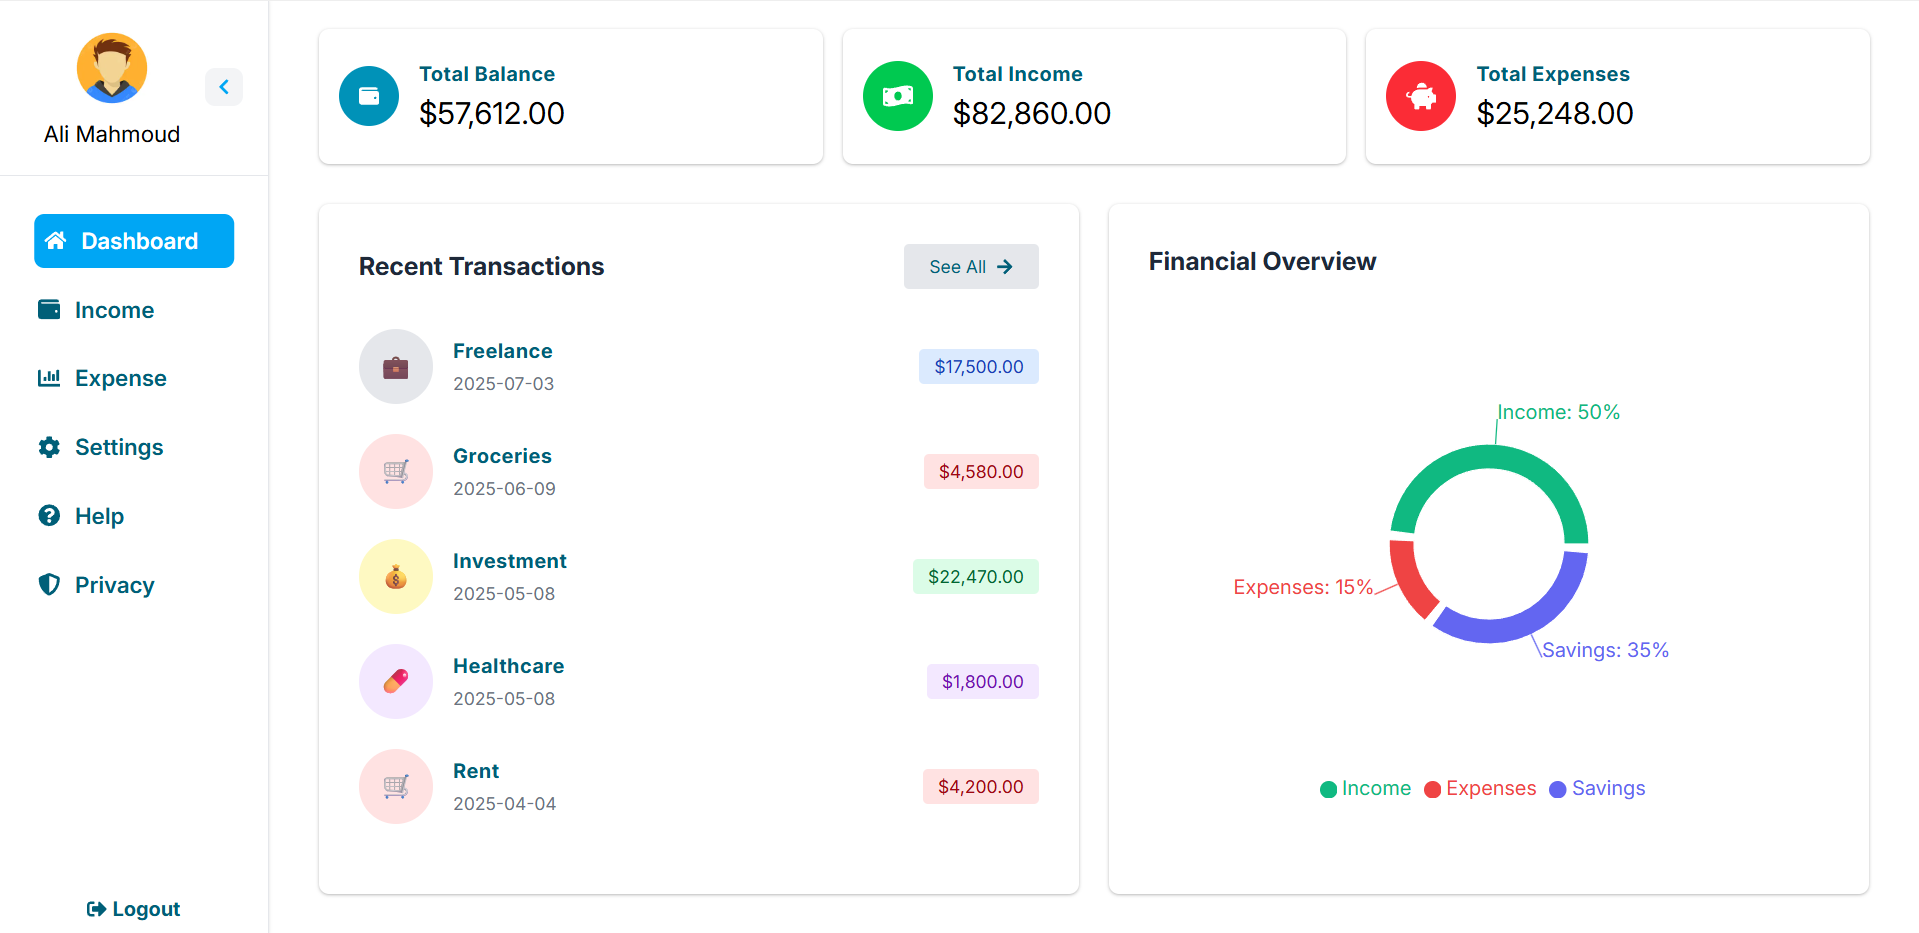 Ali Mahmoud
Dashboard
Income
Expense
Settings
Help
Privacy
Logout
Total Balance
$57,612.00
Total Income
$82,860.00
Total Expenses
$25,248.00
Recent Transactions
See All
Freelance
2025-07-03
$17,500.00
Groceries
2025-06-09
$4,580.00
Investment
2025-05-08
$22,470.00
Healthcare
2025-05-08
$1,800.00
Rent
2025-04-04
$4,200.00
Financial Overview
Income: 50%
Expenses: 15%
Savings: 35%
Income Expenses Savings